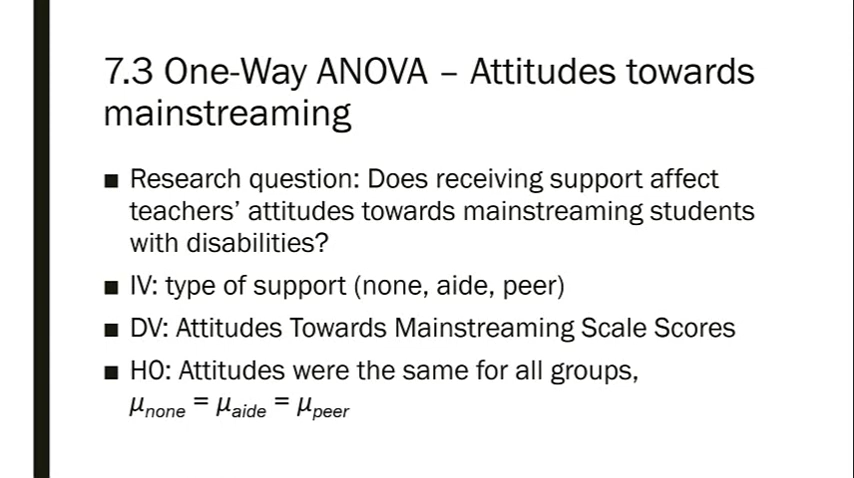 7.3 One-Way ANOVA – Attitudes towards
mainstreaming
■ Research question: Does receiving support affect
teachers’ attitudes towards mainstreaming students
with disabilities?
■ IV: type of support (none, aide, peer)
■ DV: Attitudes Towards Mainstreaming Scale Scores
■ H0: Attitudes were the same for all groups,
μnone = μaide = μpeer